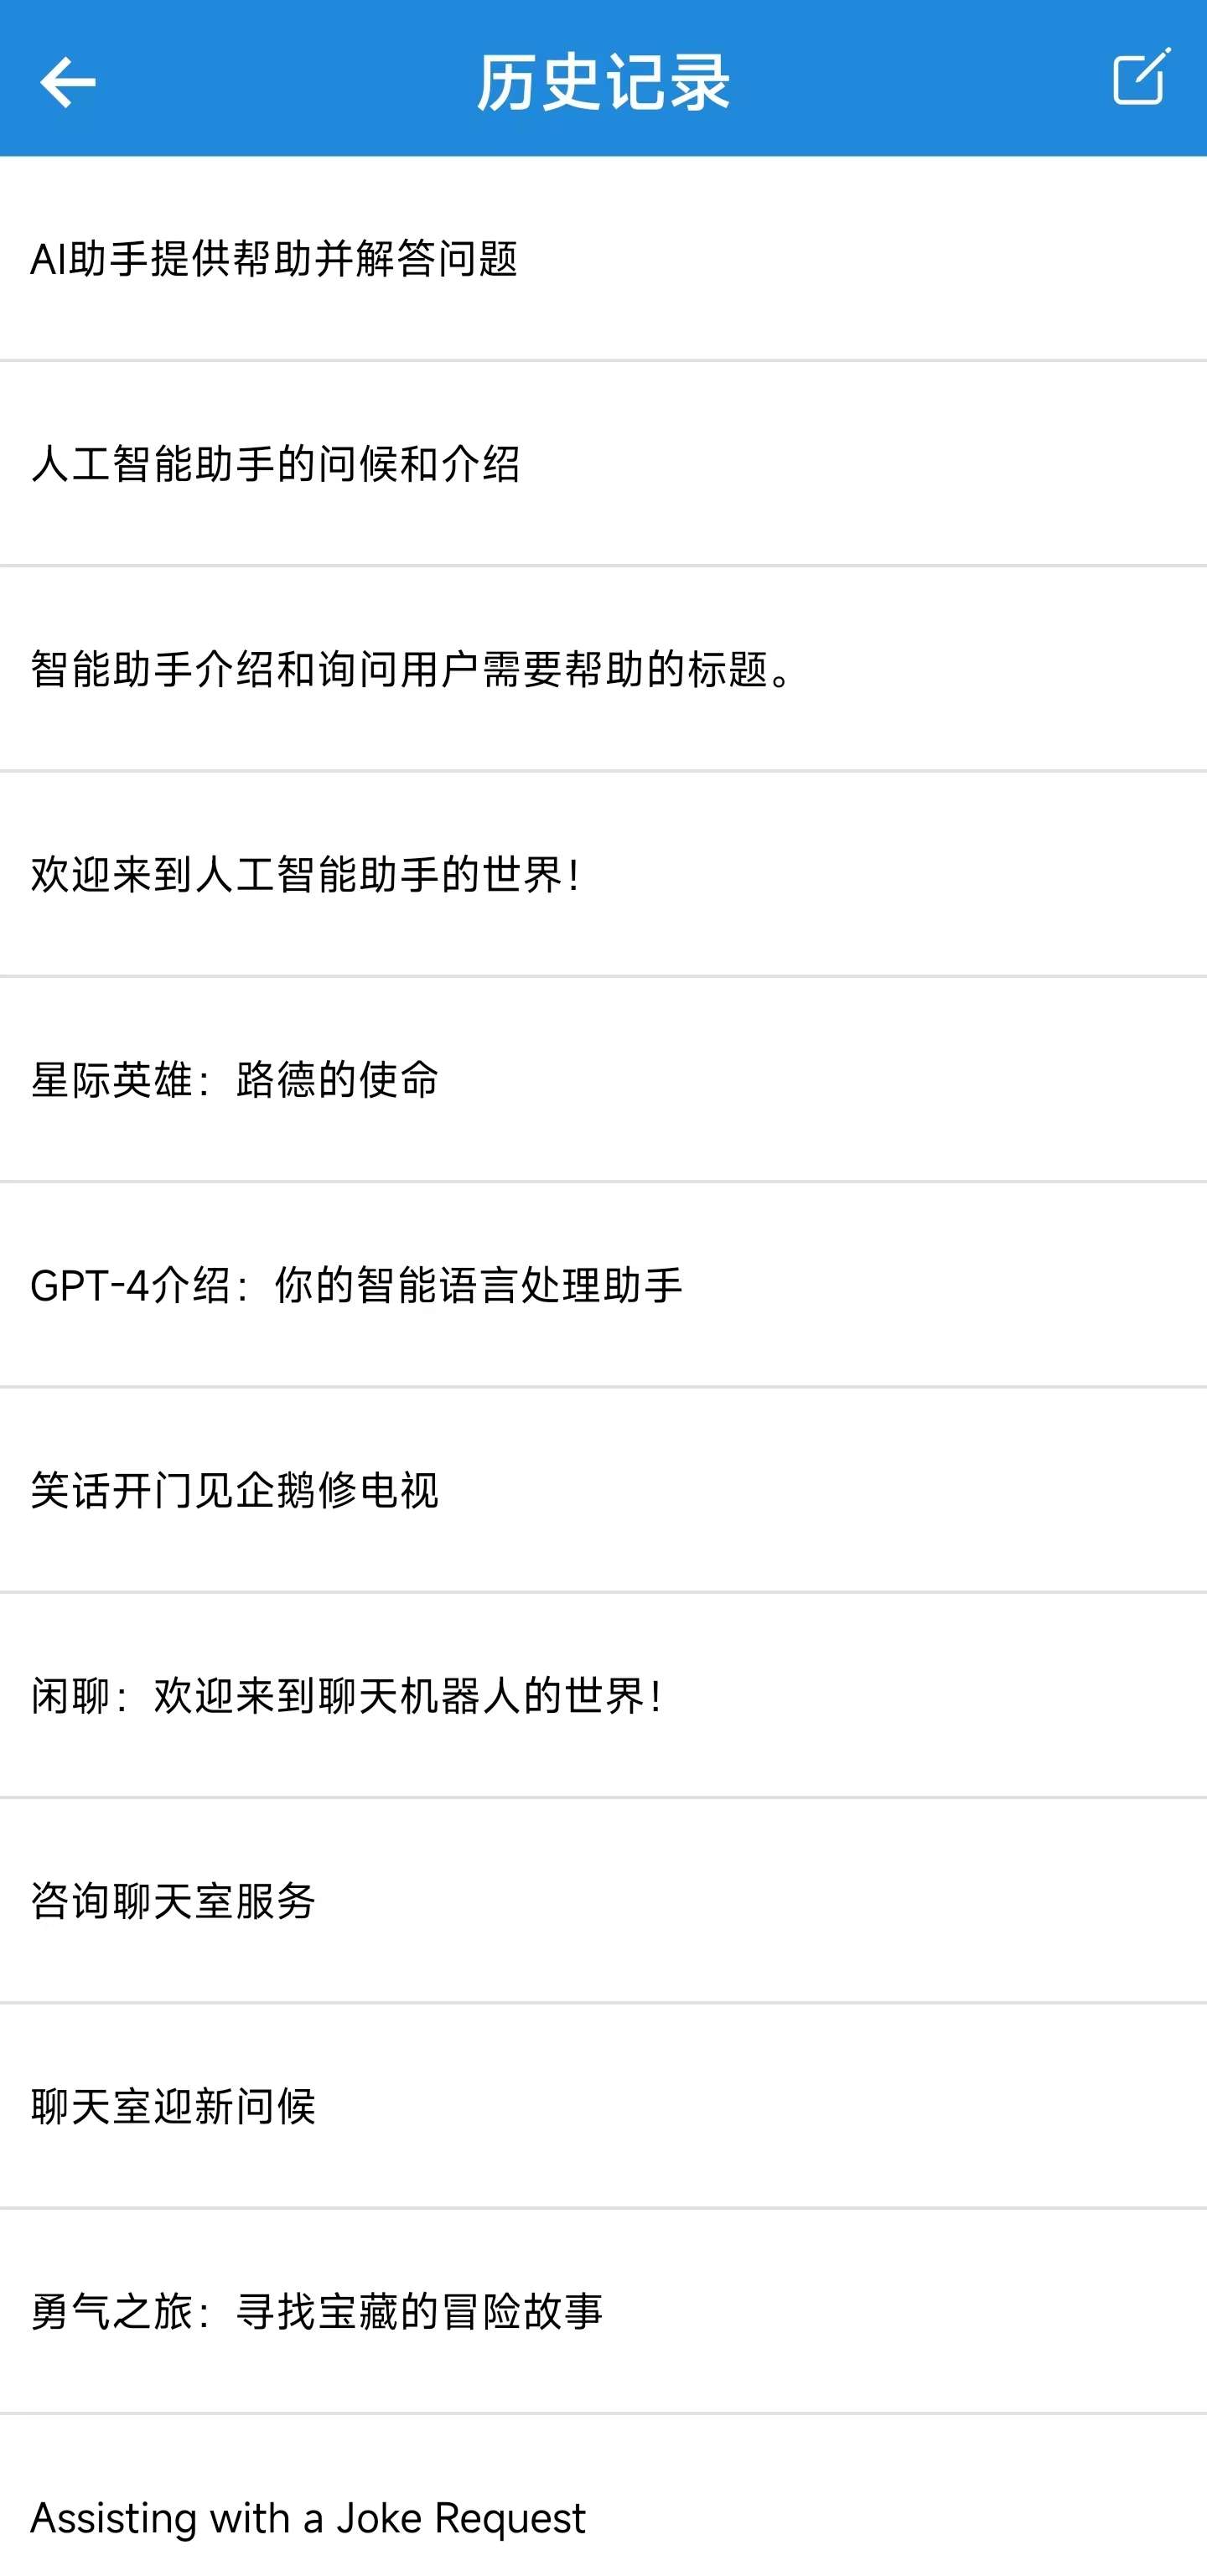 历史记录
AI助手提供帮助并解答问题
人工智能助手的问候和介绍
智能助手介绍和询问用户需要帮助的标题。
欢迎来到人工智能助手的世界！
星际英雄：路德的使命
GPT-4介绍：你的智能语言处理助手
笑话开门见企鹅修电视
闲聊：欢迎来到聊天机器人的世界！
咨询聊天室服务
聊天室迎新问候
勇气之旅：寻找宝藏的冒险故事
Assisting with a Joke Request